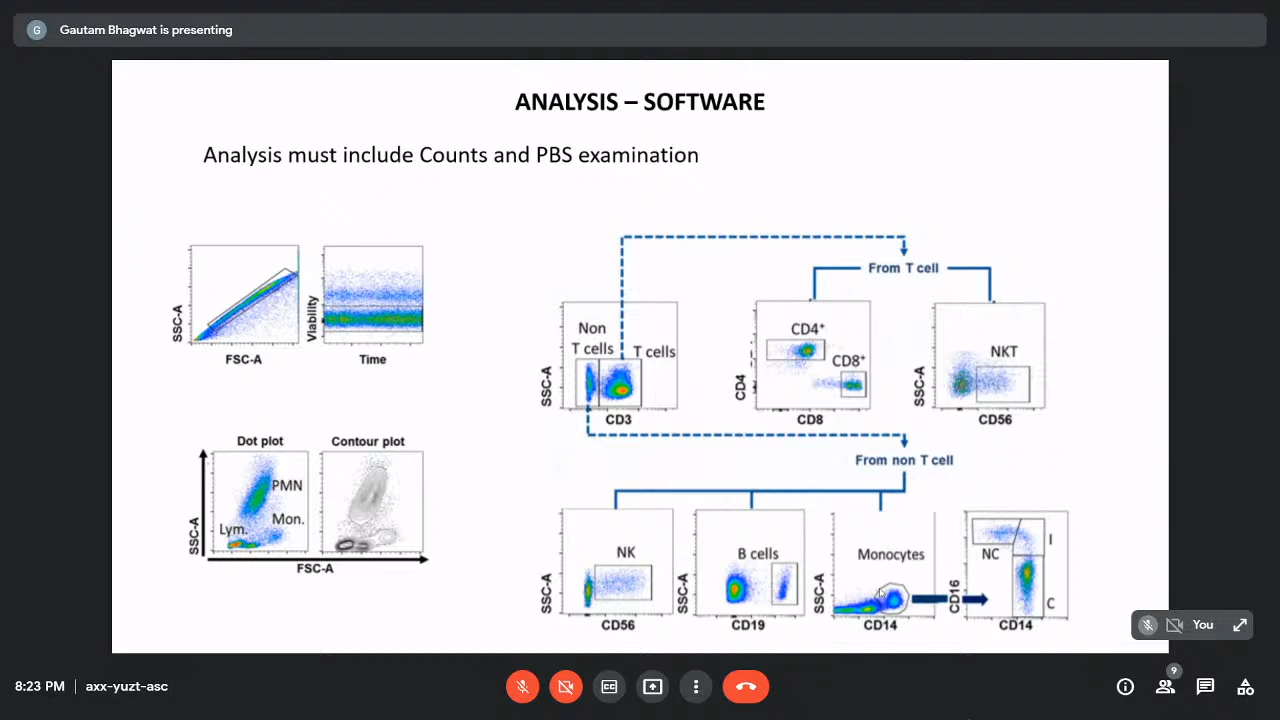 Gautam Bhagwat is presenting
G
ANALYSIS – SOFTWARE
Analysis must include Counts and PBS examination
SSC-A
FSC-A
Viability
Time
Dot plot
Contour plot
PMN
Lym.
Mon.
SSC-A
FSC-A
From T cell
Non
T cells
T cells
SSC-A
CD3
CD4⁺
CD8⁺
CD4
CD8
NKT
SSC-A
CD56
From non T cell
NK
SSC-A
CD56
B cells
SSC-A
CD19
Monocytes
SSC-A
CD14
NC
I
C
CD16
CD14
You
8:23 PM | axx-yuzt-asc
9